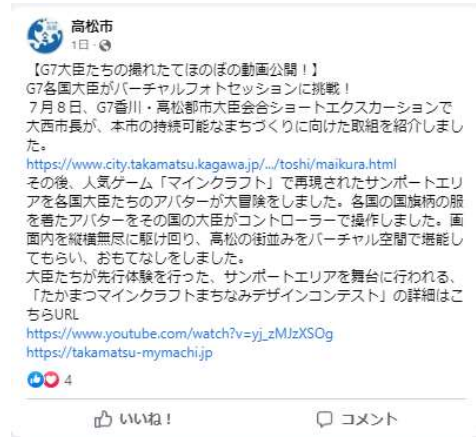 高松市
1日·
【G7大臣たちの撮れたてほのぼの動画公開！】
G7各国大臣がバーチャルフォトセッションに挑戦！
７月８日、G7香川・高松都市大臣会合ショートエクスカーションで
大西市長が、本市の持続可能なまちづくりに向けた取組を紹介しまし
た。
https://www.city.takamatsu.kagawa.jp/.../toshi/maikura.html
その後、人気ゲーム「マインクラフト」で再現されたサンポートエリ
アを各国大臣たちのアバターが大冒険をしました。各国の国旗柄の服
を着たアバターをその国の大臣がコントローラーで操作しました。画
面内を縦横無尽に駆け回り、高松の街並みをバーチャル空間で堪能し
てもらい、おもてなしをしました。
大臣たちが先行体験を行った、サンポートエリアを舞台に行われる、
「たかまつマインクラフトまちなみデザインコンテスト」の詳細はこ
ちらURL
https://www.youtube.com/watch?v=yj_zMJzXSOg
https://takamatsu-mymachi.jp
4
いいね！ コメント